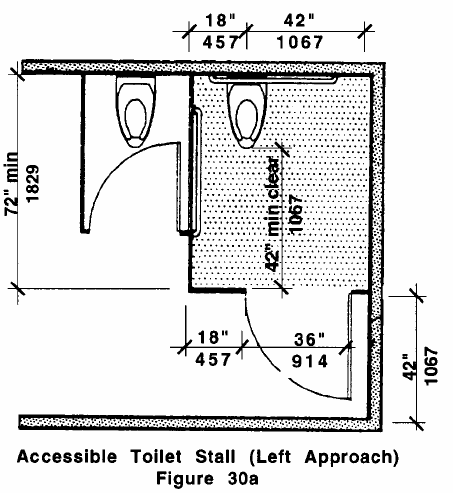 18" 42"
457 1067
72" min
1829
42" min clear
1067
18" 36"
457 914
42"
1067
Accessible Toilet Stall (Left Approach)
Figure 30a